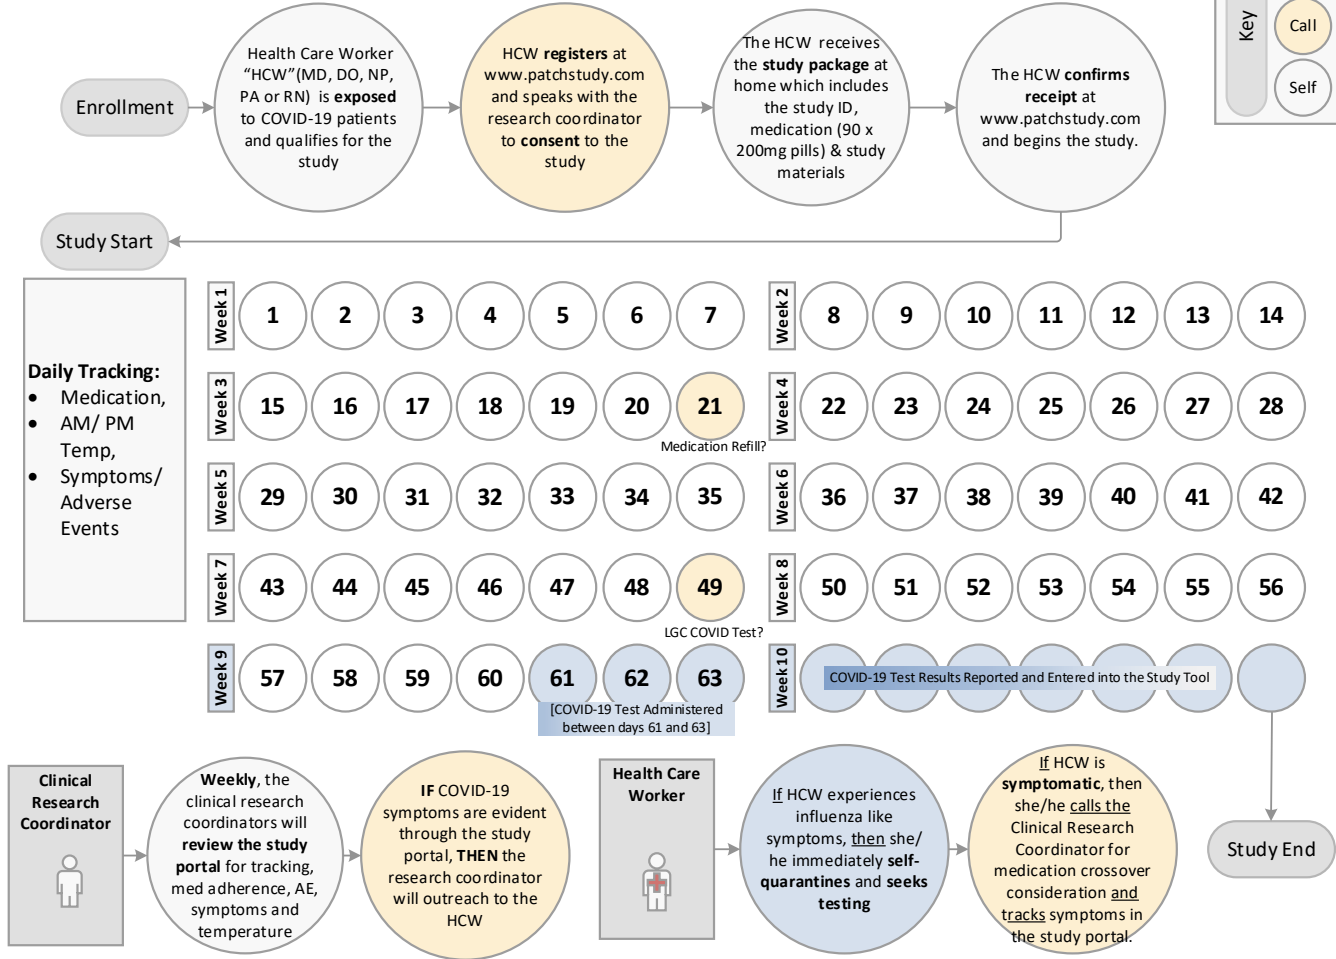 Enrollment
Health Care Worker
“HCW”(MD, DO, NP,
PA or RN)  is exposed
to COVID-19 patients
and qualifies for the
study
HCW registers at
www.patchstudy.com
and speaks with the
research coordinator
to consent to the
study
The HCW  receives
the study package at
home which includes
the study ID,
medication (90 x
200mg pills) & study
materials
The HCW confirms
receipt at
www.patchstudy.com
and begins the study.
Key
Call
Self
Study Start
Daily Tracking:
• Medication,
• AM/ PM
Temp,
• Symptoms/
Adverse
Events
Week 1
1 2 3 4 5 6 7
Week 2
8 9 10 11 12 13 14
Week 3
15 16 17 18 19 20 21
Medication Refill?
Week 4
22 23 24 25 26 27 28
Week 5
29 30 31 32 33 34 35
Week 6
36 37 38 39 40 41 42
Week 7
43 44 45 46 47 48 49
LGC COVID Test?
Week 8
50 51 52 53 54 55 56
Week 9
57 58 59 60 61 62 63
[COVID-19 Test Administered
between days 61 and 63]
Week10
COVID-19 Test Results Reported and Entered into the Study Tool
Clinical
Research
Coordinator
Weekly, the
clinical research
coordinators will
review the study
portal for tracking,
med adherence, AE,
symptoms and
temperature
IF COVID-19
symptoms are evident
through the study
portal, THEN the
research coordinator
will outreach to the
HCW
Health Care
Worker
If HCW experiences
influenza like
symptoms, then she/
he immediately self-
quarantines and seeks
testing
If HCW is
symptomatic, then
she/he calls the
Clinical Research
Coordinator for
medication crossover
consideration and
tracks symptoms in
the study portal.
Study End